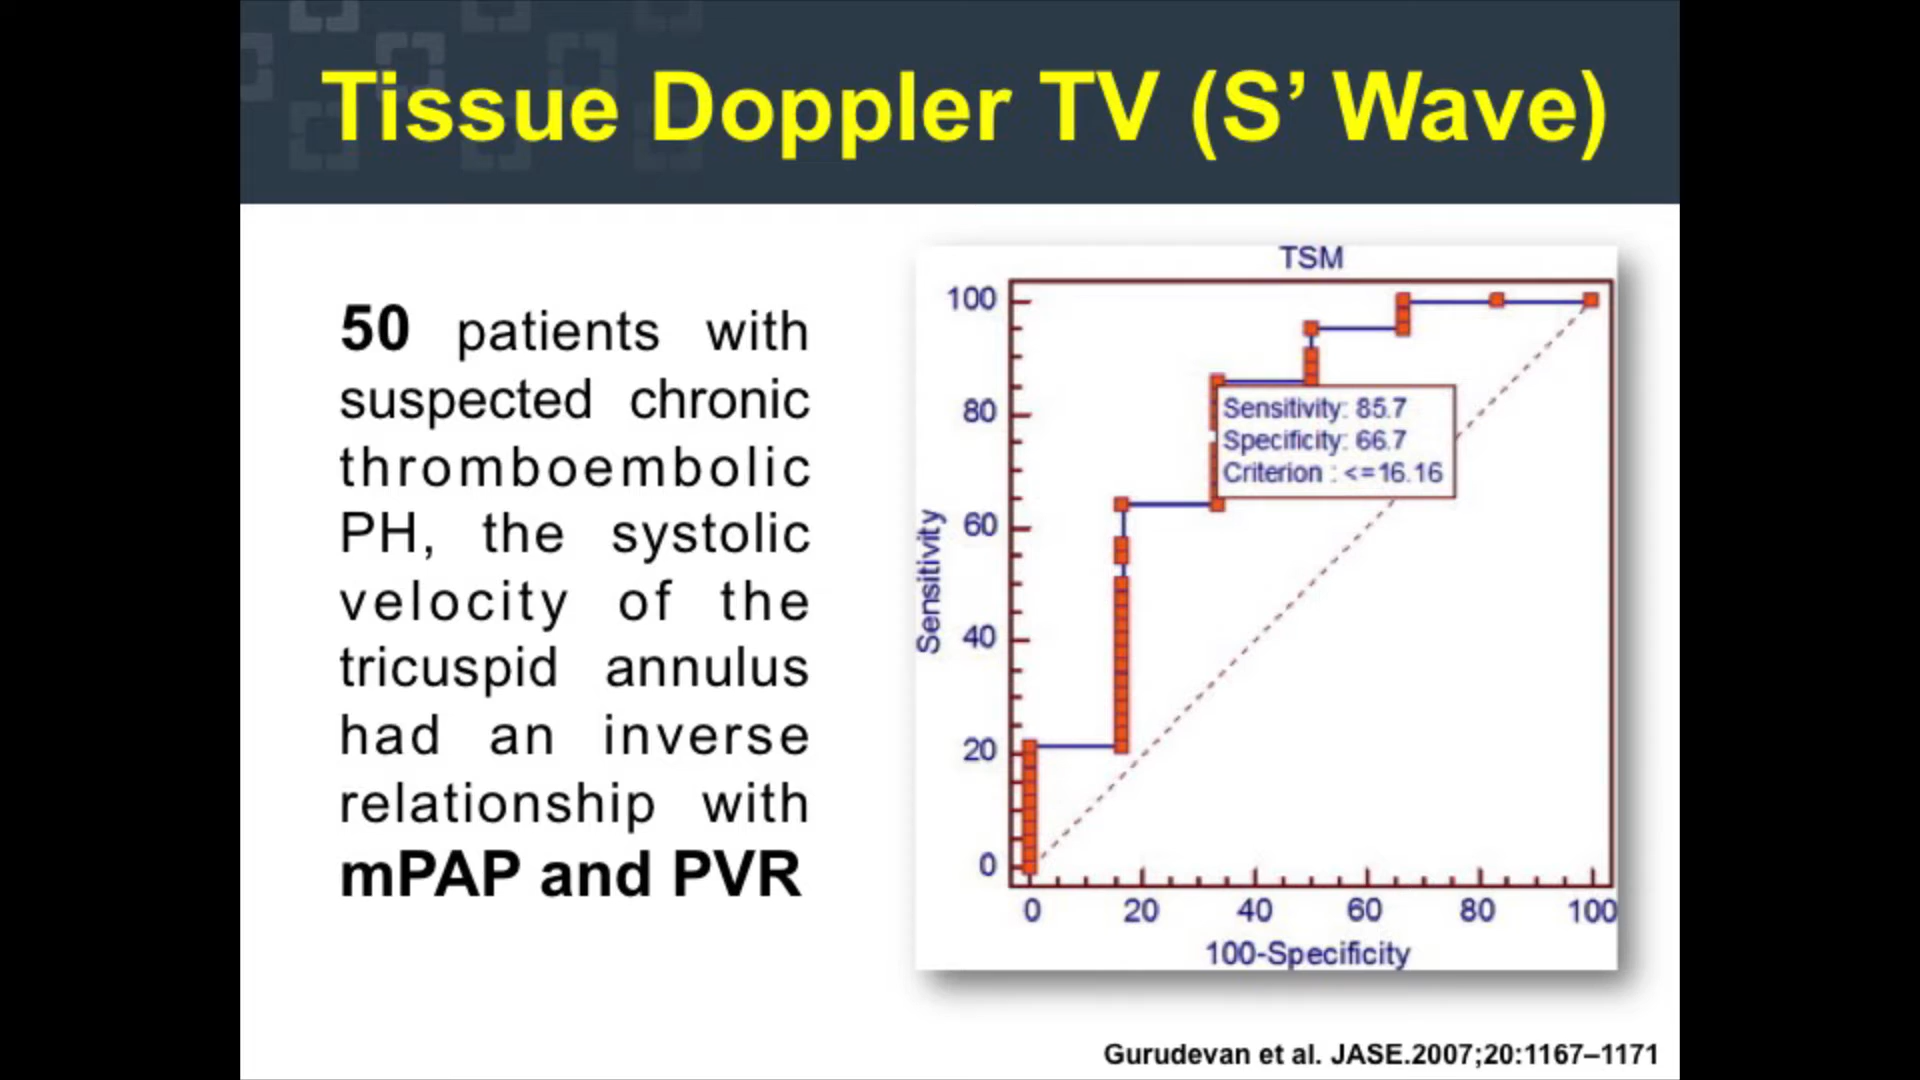 Tissue Doppler TV (S’ Wave)
50 patients with
suspected chronic
thromboembolic
PH, the systolic
velocity of the
tricuspid annulus
had an inverse
relationship with
mPAP and PVR
TSM
100
80
60
40
20
0
Sensitivity
Sensitivity: 85.7
Specificity: 66.7
Criterion : <=16.16
0 20 40 60 80 100
100-Specificity
Gurudevan et al. JASE.2007;20:1167–1171